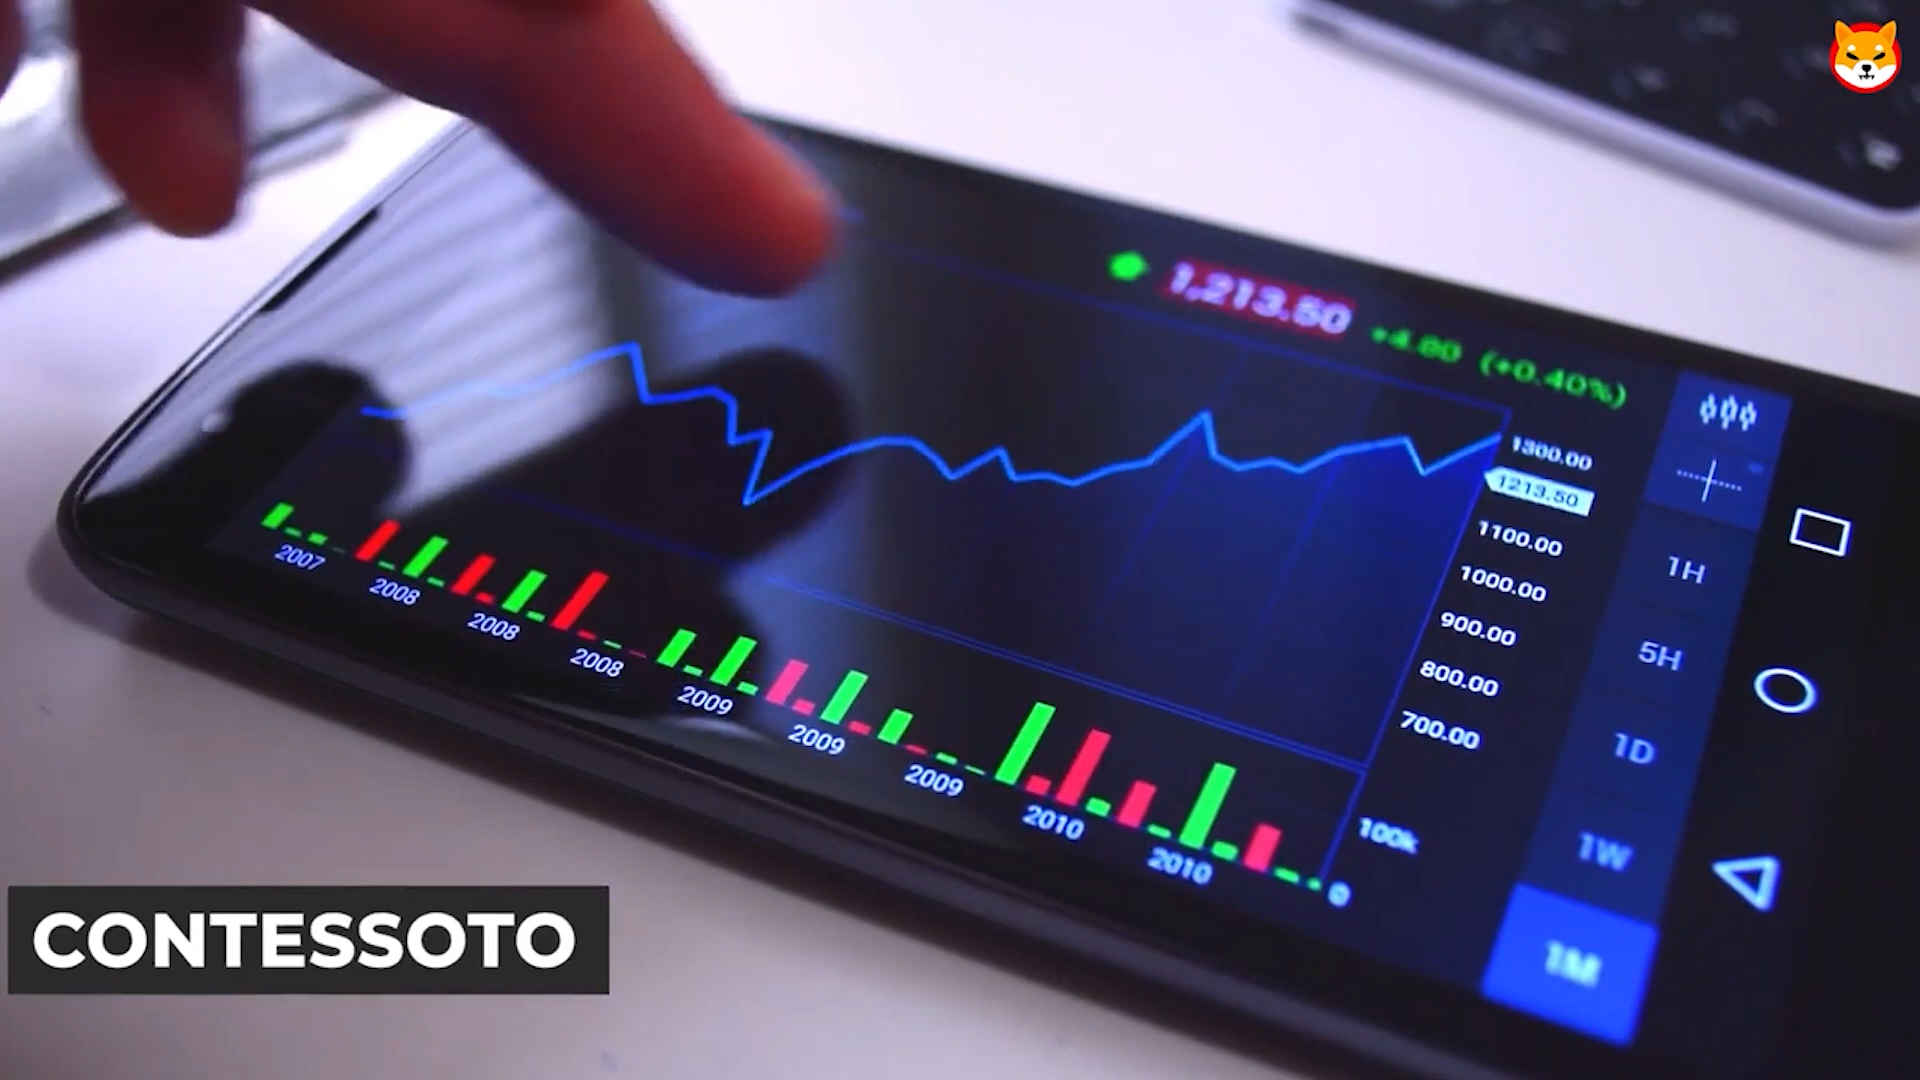 1,213.50
+4.80 (+0.40%)
1300.00
1213.50
1100.00
1000.00
900.00
800.00
700.00
100k
0
2007
2008
2008
2008
2009
2009
2009
2010
2010
1H
5H
1D
1W
1M
CONTESSOTO